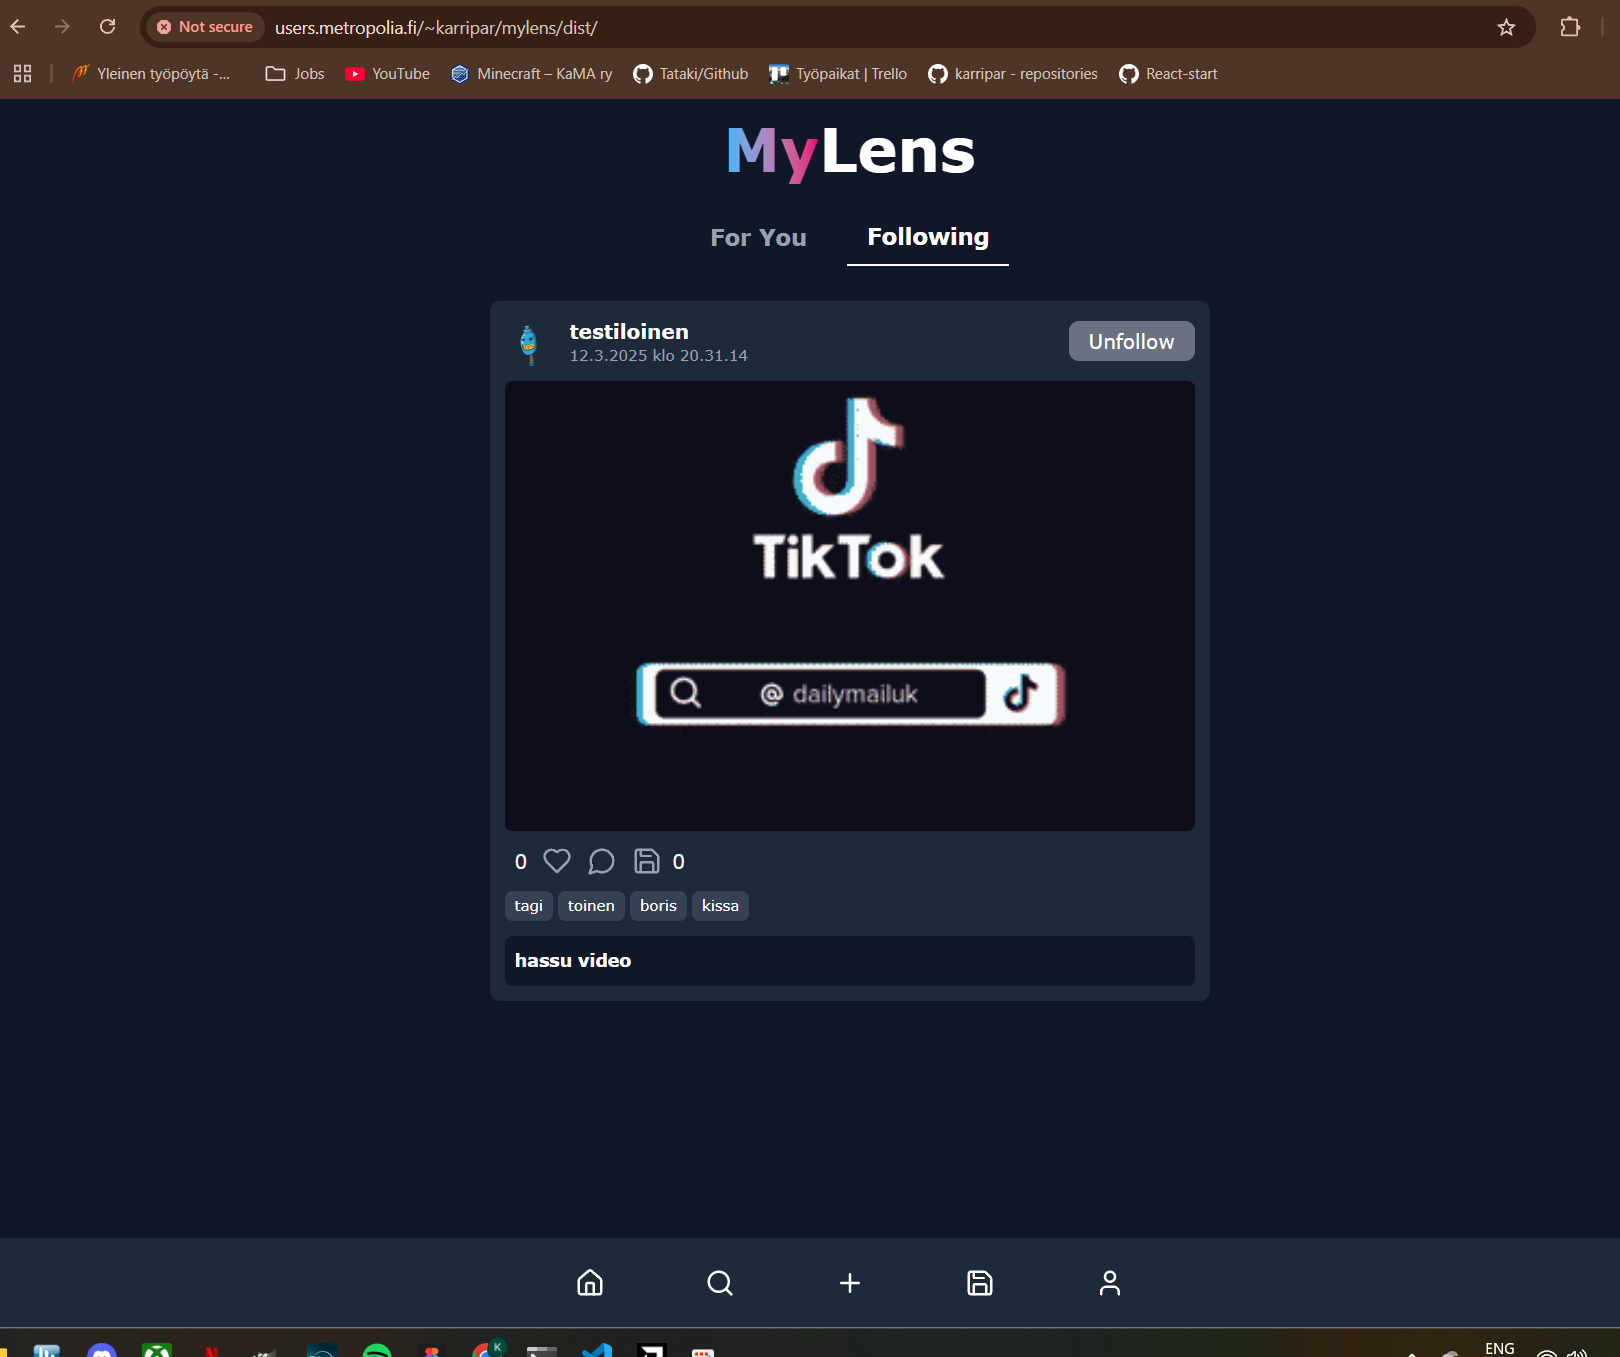 Not secure
users.metropolia.fi/~karripar/mylens/dist/
Yleinen työpöytä -...
Jobs
YouTube
Minecraft – KaMA ry
Tataki/Github
Työpaikat | Trello
karripar - repositories
React-start
MyLens
For You
Following
testiloinen
12.3.2025 klo 20.31.14
Unfollow
TikTok
@ dailymailuk
0
0
tagi
toinen
boris
kissa
hassu video
K
ENG